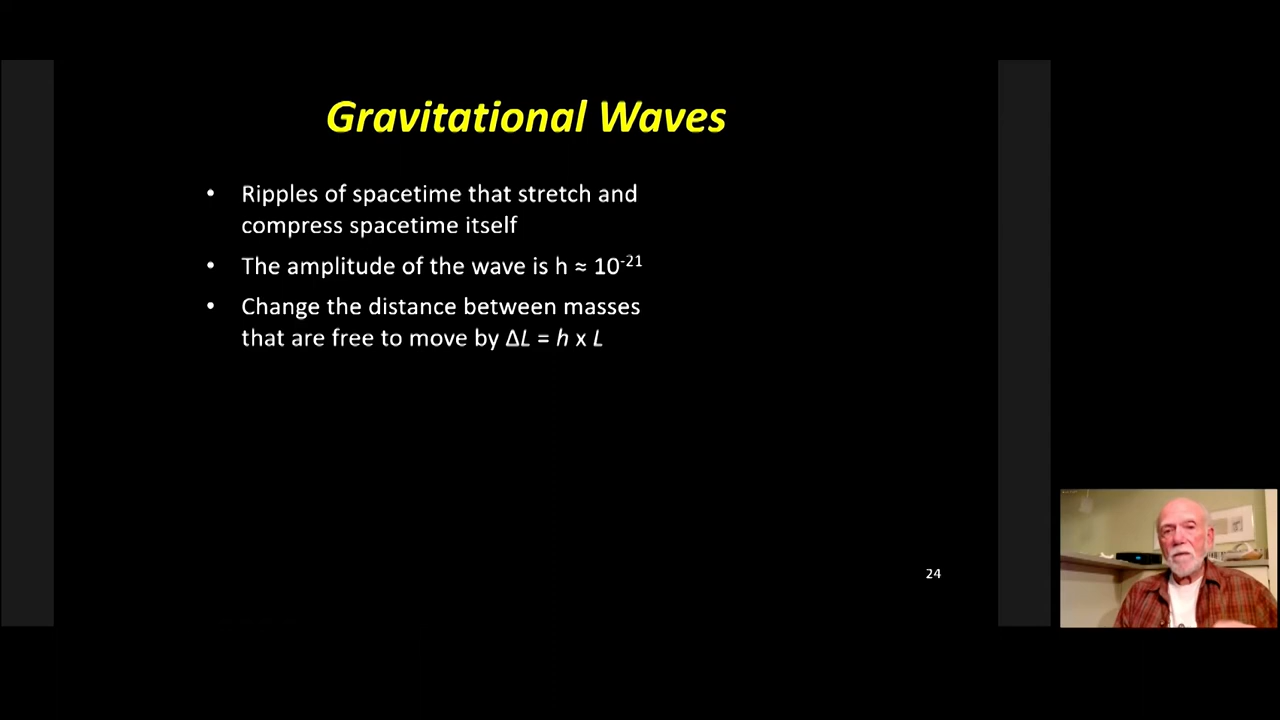 Gravitational Waves
• Ripples of spacetime that stretch and
compress spacetime itself
• The amplitude of the wave is h ≈ 10⁻²¹
• Change the distance between masses
that are free to move by ΔL = h x L
24